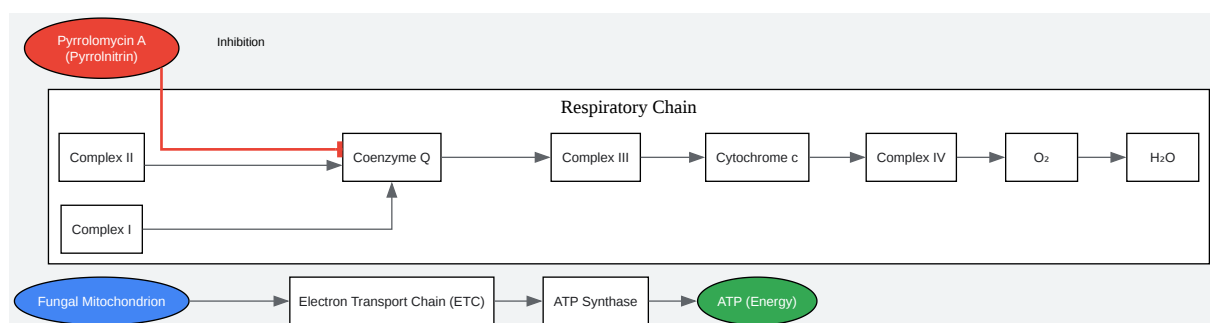 Pyrrolomycin A
(Pyrrolnitrin)
Inhibition
Respiratory Chain
Complex II
Coenzyme Q
Complex III
Cytochrome c
Complex IV
O₂
H₂O
Complex I
Fungal Mitochondrion
Electron Transport Chain (ETC)
ATP Synthase
ATP (Energy)